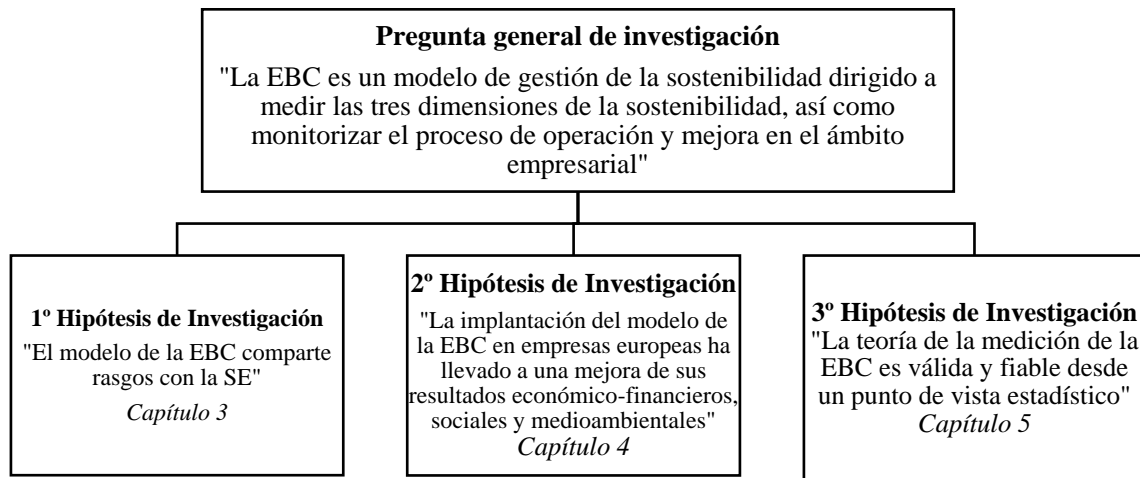 Pregunta general de investigación
"La EBC es un modelo de gestión de la sostenibilidad dirigido a
medir las tres dimensiones de la sostenibilidad, así como
monitorizar el proceso de operación y mejora en el ámbito
empresarial"
1º Hipótesis de Investigación
"El modelo de la EBC comparte
rasgos con la SE"
Capítulo 3
2º Hipótesis de Investigación
"La implantación del modelo de
la EBC en empresas europeas ha
llevado a una mejora de sus
resultados económico-financieros,
sociales y medioambientales"
Capítulo 4
3º Hipótesis de Investigación
"La teoría de la medición de la
EBC es válida y fiable desde
un punto de vista estadístico"
Capítulo 5